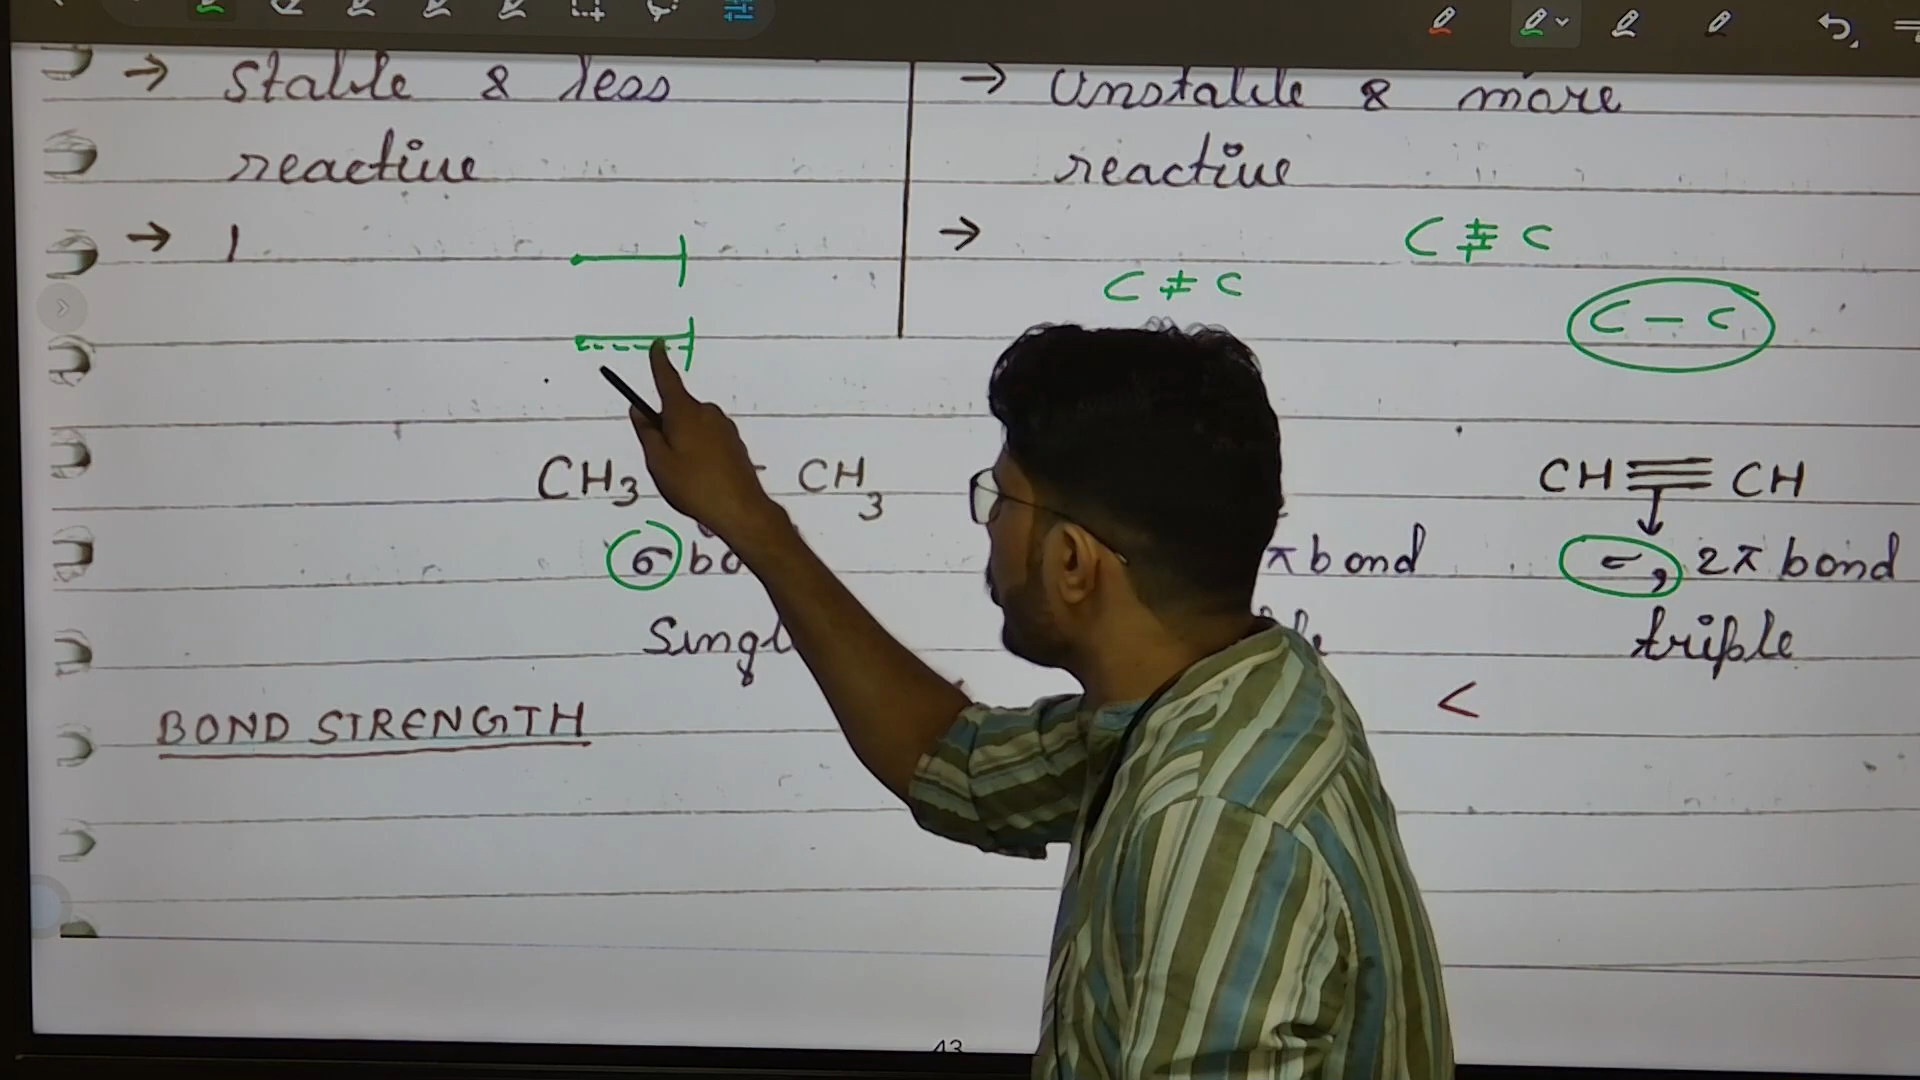 → Stable & less
reactive
→ 1
→ Unstable & more
reactive
→
C ≡ C
C = C
C – C
CH3 CH3
CH ≡ CH
σ bo
π bond
σ, 2π bond
Singl
triple
<
BOND STRENGTH
43